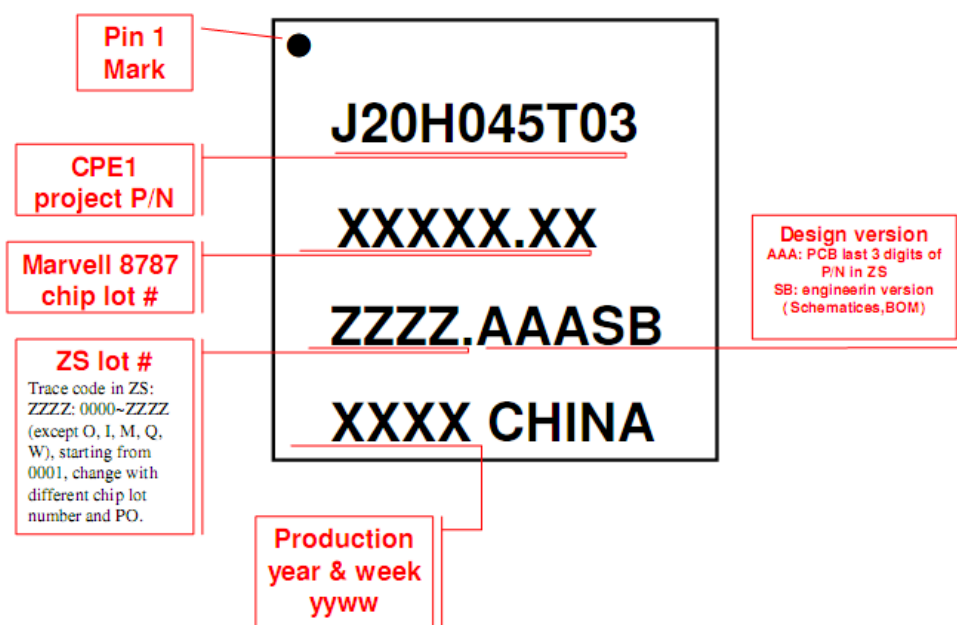 Pin 1
Mark
J20H045T03
CPE1
project P/N
XXXXX.XX
Marvell 8787
chip lot #
Design version
AAA: PCB last 3 digits of
P/N in ZS
SB: engineerin version
( Schematices,BOM)
ZZZZ.AAASB
ZS lot #
Trace code in ZS:
ZZZZ: 0000~ZZZZ
(except O, I, M, Q,
W), starting from
0001, change with
different chip lot
number and PO.
XXXX CHINA
Production
year & week
yyww